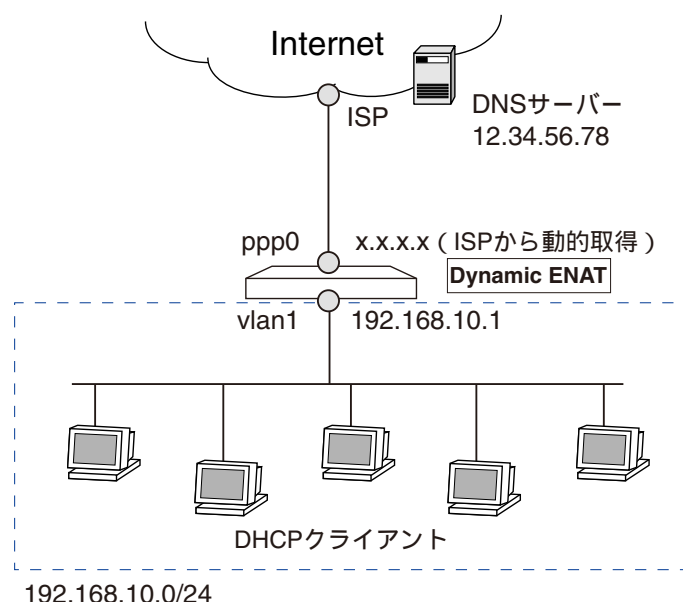 Internet
ISP
DNSサーバー
12.34.56.78
ppp0
x.x.x.x ( ISPから動的取得 )
Dynamic ENAT
vlan1
192.168.10.1
DHCPクライアント
192.168.10.0/24